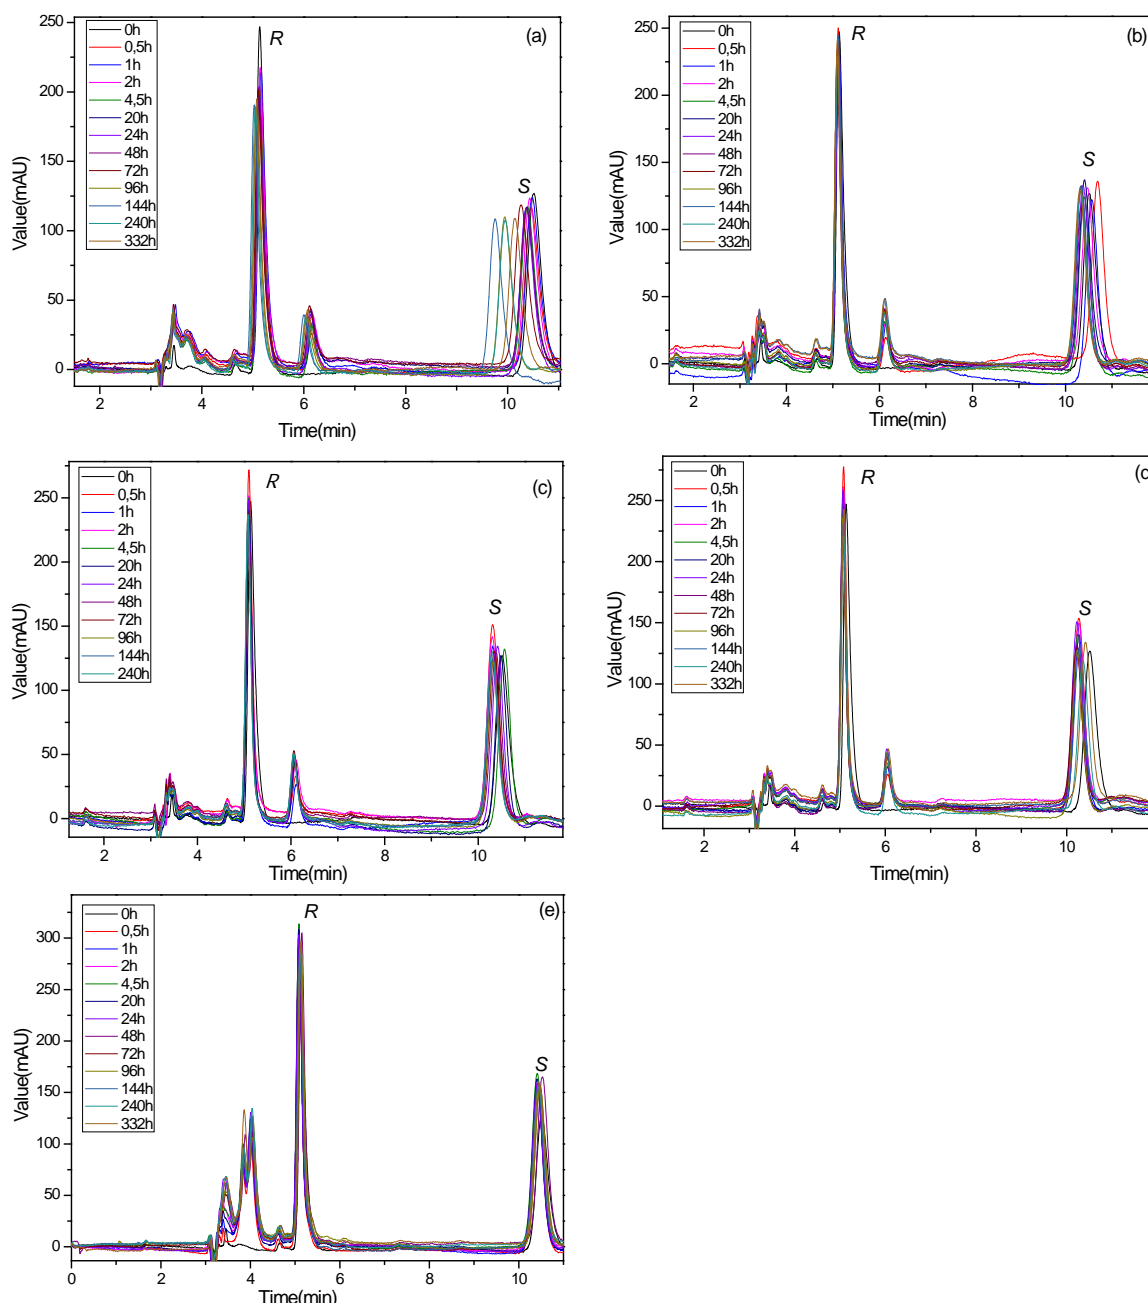 (a)
R
S
0h
0,5h
1h
2h
4,5h
20h
24h
48h
72h
96h
144h
240h
332h
Value(mAU)
250
200
150
100
50
0
2 4 6 8 10
Time(min)
(b)
R
S
0h
0,5h
1h
2h
4,5h
20h
24h
48h
72h
96h
144h
240h
332h
Value(mAU)
250
200
150
100
50
0
2 4 6 8 10
Time(min)
(c)
R
S
0h
0,5h
1h
2h
4,5h
20h
24h
48h
72h
96h
144h
240h
Value(mAU)
250
200
150
100
50
0
2 4 6 8 10
Time(min)
(d
R
S
0h
0,5h
1h
2h
4,5h
20h
24h
48h
72h
96h
144h
240h
332h
Value(mAU)
250
200
150
100
50
0
2 4 6 8 10
Time(min)
(e)
R
S
0h
0,5h
1h
2h
4,5h
20h
24h
48h
72h
96h
144h
240h
332h
Value(mAU)
300
250
200
150
100
50
0
0 2 4 6 8 10
Time(min)